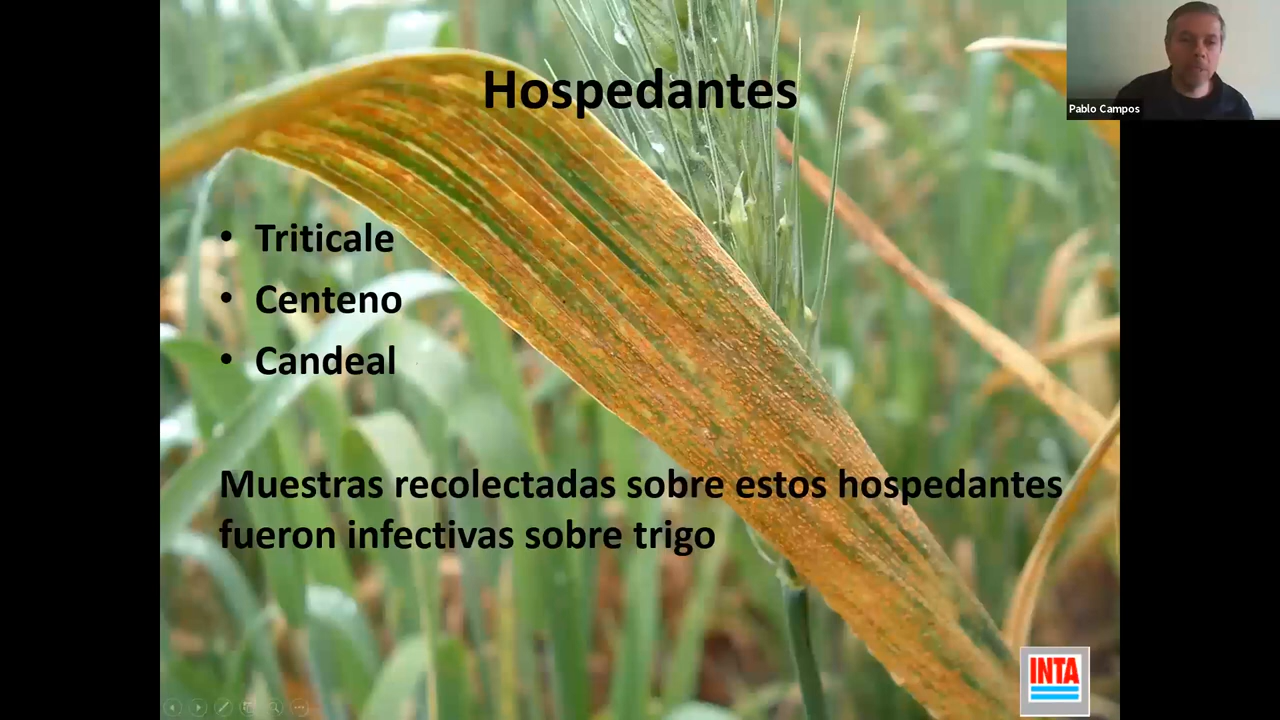 Hospedantes
Pablo Campos
• Triticale
• Centeno
• Candeal
Muestras recolectadas sobre estos hospedantes
fueron infectivas sobre trigo
INTA